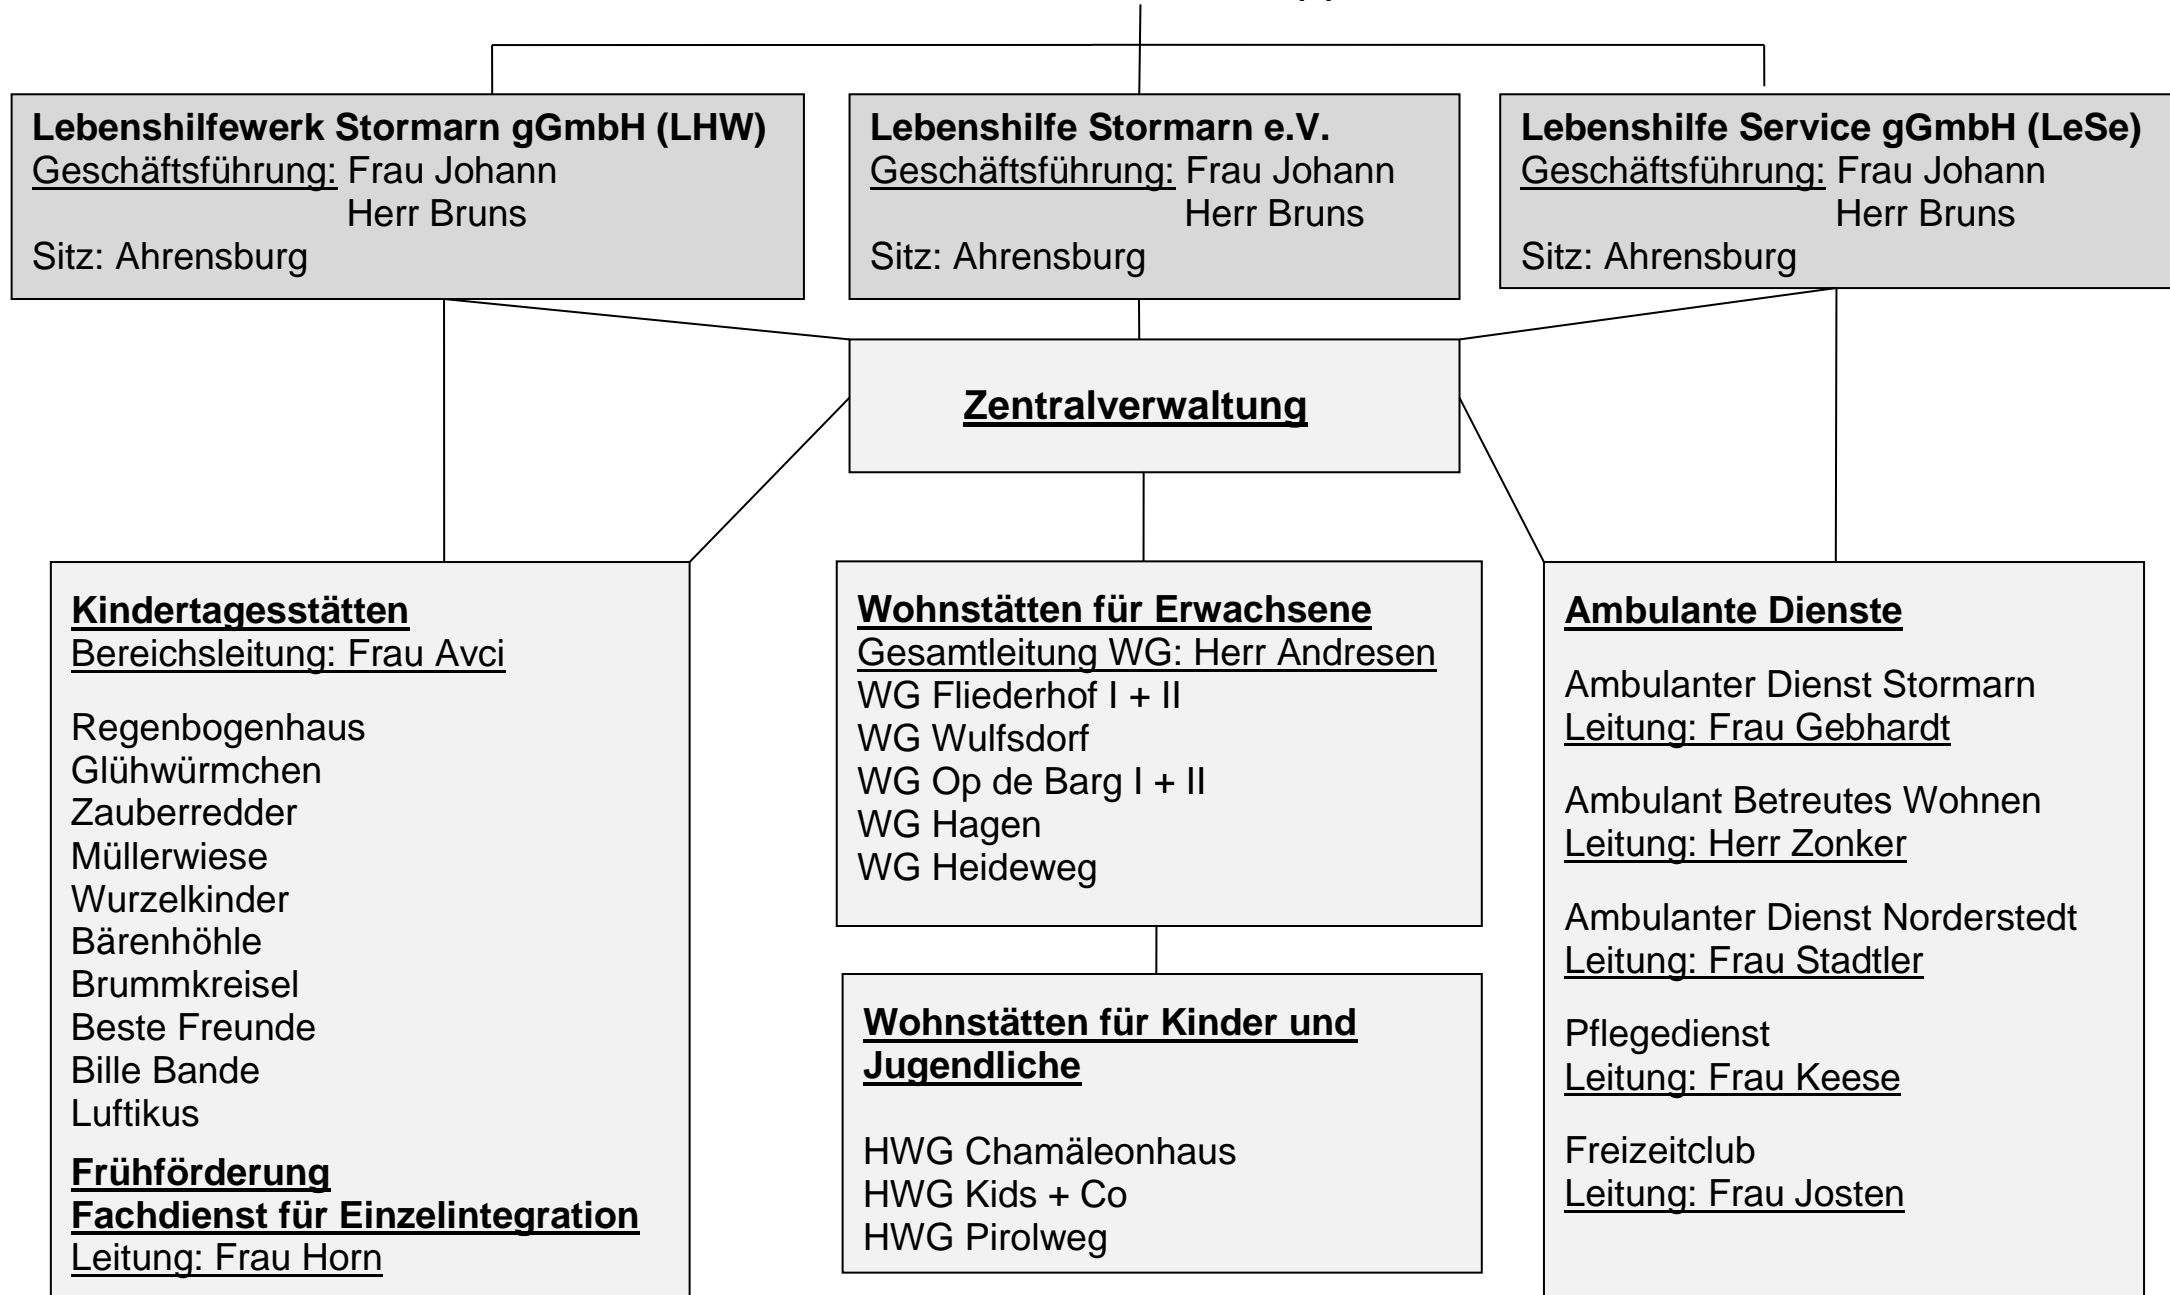 Lebenshilfewerk Stormarn gGmbH (LHW)
Geschäftsführung: Frau Johann
Herr Bruns
Sitz: Ahrensburg
Lebenshilfe Stormarn e.V.
Geschäftsführung: Frau Johann
Herr Bruns
Sitz: Ahrensburg
Lebenshilfe Service gGmbH (LeSe)
Geschäftsführung: Frau Johann
Herr Bruns
Sitz: Ahrensburg
Zentralverwaltung
Kindertagesstätten
Bereichsleitung: Frau Avci
Regenbogenhaus
Glühwürmchen
Zauberredder
Müllerwiese
Wurzelkinder
Bärenhöhle
Brummkreisel
Beste Freunde
Bille Bande
Luftikus
Frühförderung
Fachdienst für Einzelintegration
Leitung: Frau Horn
Wohnstätten für Erwachsene
Gesamtleitung WG: Herr Andresen
WG Fliederhof I + II
WG Wulfsdorf
WG Op de Barg I + II
WG Hagen
WG Heideweg
Wohnstätten für Kinder und
Jugendliche
HWG Chamäleonhaus
HWG Kids + Co
HWG Pirolweg
Ambulante Dienste
Ambulanter Dienst Stormarn
Leitung: Frau Gebhardt
Ambulant Betreutes Wohnen
Leitung: Herr Zonker
Ambulanter Dienst Norderstedt
Leitung: Frau Stadtler
Pflegedienst
Leitung: Frau Keese
Freizeitclub
Leitung: Frau Josten